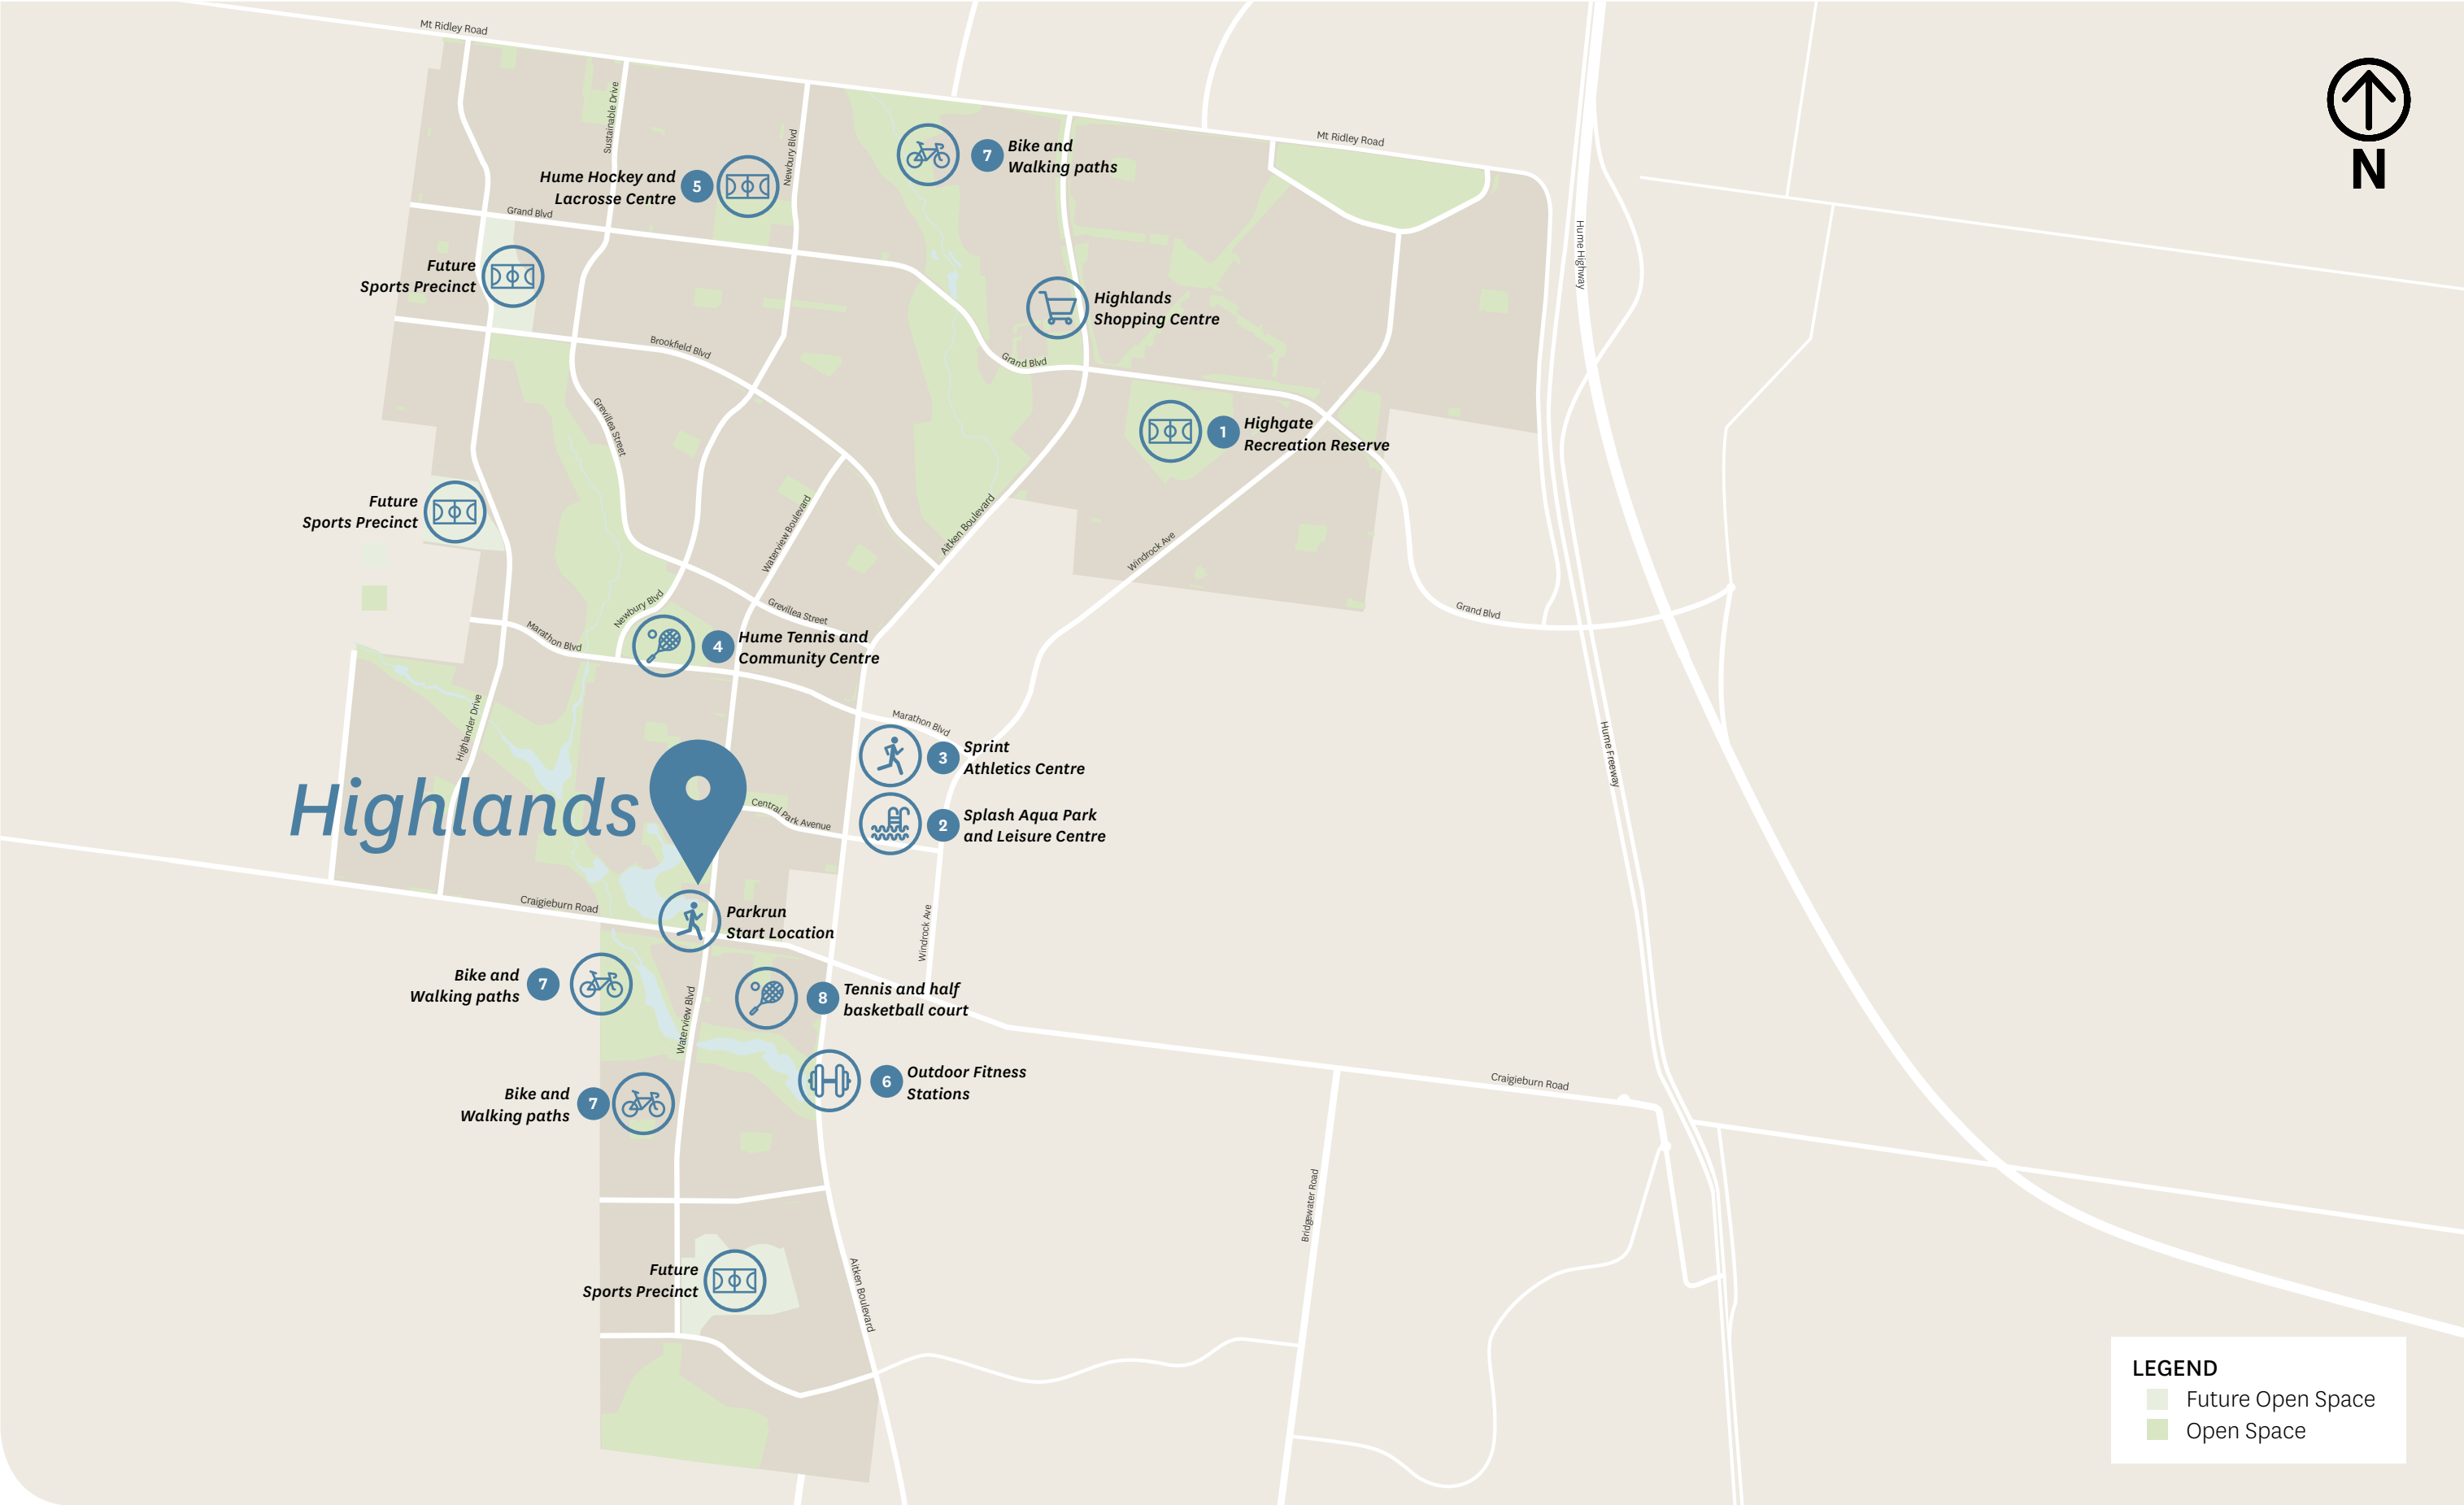 Mt Ridley Road
Mt Ridley Road
N
Sustainable Drive
Newbury Blvd
7
Bike and
Walking paths
Hume Hockey and
Lacrosse Centre
5
Grand Blvd
Hume Highway
Future
Sports Precinct
Highlands
Shopping Centre
Brookfield Blvd
Grand Blvd
Grevillea Street
1
Highgate
Recreation Reserve
Future
Sports Precinct
Waterview Boulevard
Aitken Boulevard
Windrock Ave
Newbury Blvd
Grevillea Street
Grand Blvd
Marathon Blvd
4
Hume Tennis and
Community Centre
Highlander Drive
Marathon Blvd
Hume Freeway
3
Sprint
Athletics Centre
Highlands
Central Park Avenue
2
Splash Aqua Park
and Leisure Centre
Craigieburn Road
Parkrun
Start Location
Windrock Ave
Bike and
Walking paths
7
Waterview Blvd
8
Tennis and half
basketball court
6
Outdoor Fitness
Stations
Craigieburn Road
Bike and
Walking paths
7
Bridgewater Road
Future
Sports Precinct
Aitken Boulevard
LEGEND
Future Open Space
Open Space